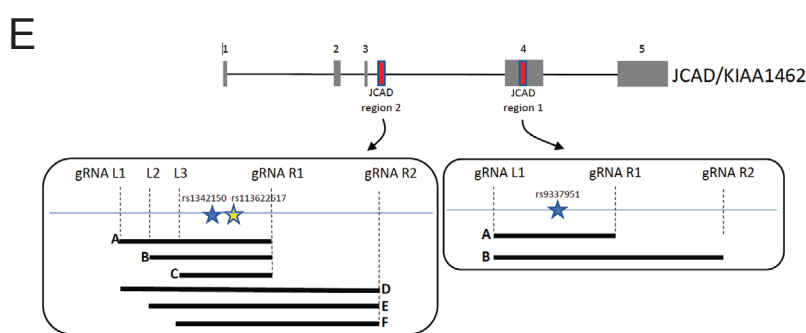 E
1 2 3 4 5
JCAD/KIAA1462
JCAD
region 2
JCAD
region 1
gRNA L1 L2 L3 gRNA R1 gRNA R2
rs1342150 rs113622617
A
B
C
D
E
F
gRNA L1 gRNA R1 gRNA R2
rs9337951
A
B